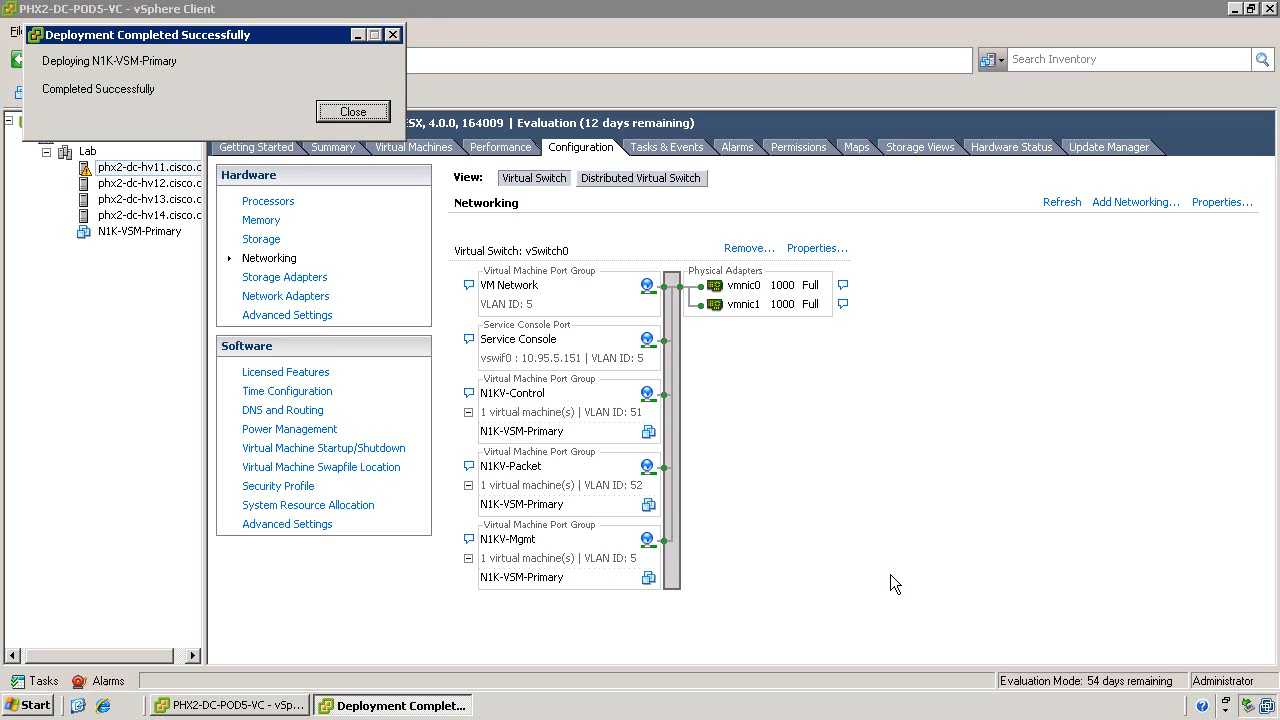 PHX2-DC-POD5-VC - vSphere Client
Deployment Completed Successfully
Deploying N1K-VSM-Primary
Completed Successfully
Close
Search Inventory
ESX, 4.0.0, 164009 | Evaluation (12 days remaining)
Getting Started
Summary
Virtual Machines
Performance
Configuration
Tasks & Events
Alarms
Permissions
Maps
Storage Views
Hardware Status
Update Manager
Lab
phx2-dc-hv11.cisco.c
phx2-dc-hv12.cisco.c
phx2-dc-hv13.cisco.c
phx2-dc-hv14.cisco.c
N1K-VSM-Primary
Hardware
Processors
Memory
Storage
Networking
Storage Adapters
Network Adapters
Advanced Settings
Software
Licensed Features
Time Configuration
DNS and Routing
Power Management
Virtual Machine Startup/Shutdown
Virtual Machine Swapfile Location
Security Profile
System Resource Allocation
Advanced Settings
View:
Virtual Switch
Distributed Virtual Switch
Networking
Refresh
Add Networking...
Properties...
Virtual Switch: vSwitch0
Remove...
Properties...
Virtual Machine Port Group
VM Network
VLAN ID: 5
Physical Adapters
vmnic0 1000 Full
vmnic1 1000 Full
Service Console Port
Service Console
vswif0 : 10.95.5.151 | VLAN ID: 5
Virtual Machine Port Group
N1KV-Control
1 virtual machine(s) | VLAN ID: 51
N1K-VSM-Primary
Virtual Machine Port Group
N1KV-Packet
1 virtual machine(s) | VLAN ID: 52
N1K-VSM-Primary
Virtual Machine Port Group
N1KV-Mgmt
1 virtual machine(s) | VLAN ID: 5
N1K-VSM-Primary
Tasks
Alarms
Evaluation Mode: 54 days remaining
Administrator
Start
PHX2-DC-POD5-VC - vSp...
Deployment Complet...